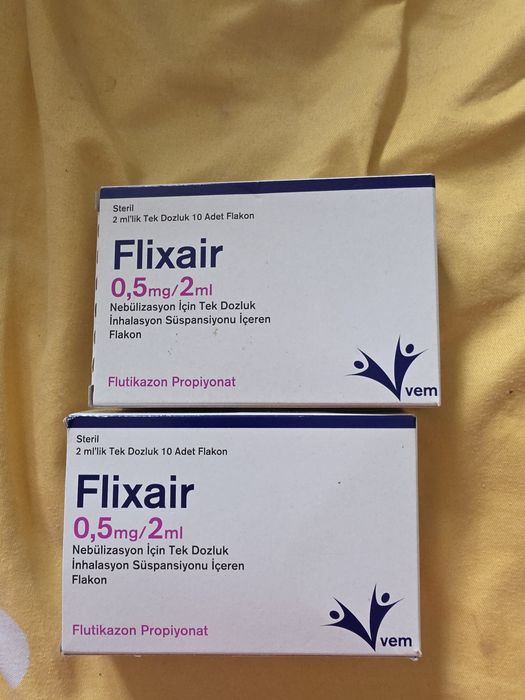 Steril
2 ml'lik Tek Dozluk 10 Adet Flakon
Flixair
0,5mg/2ml
Nebülizasyon İçin Tek Dozluk
İnhalasyon Süspansiyonu İçeren
Flakon
Flutikazon Propiyonat
vem
Steril
2 ml'lik Tek Dozluk 10 Adet Flakon
Flixair
0,5mg/2ml
Nebülizasyon İçin Tek Dozluk
İnhalasyon Süspansiyonu İçeren
Flakon
Flutikazon Propiyonat
vem